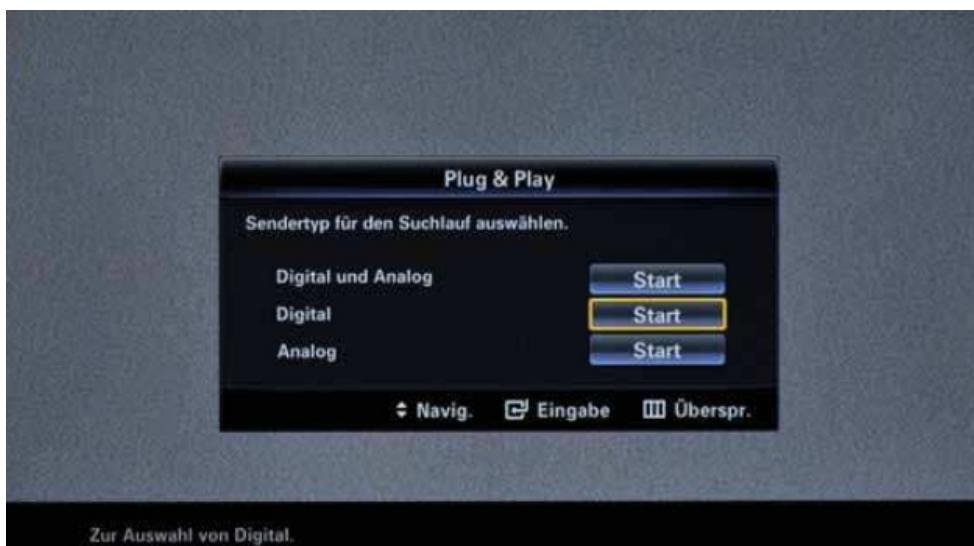 Plug & Play
Sendertyp für den Suchlauf auswählen.
Digital und Analog Start
Digital Start
Analog Start
Navig. Eingabe Überspr.
Zur Auswahl von Digital.